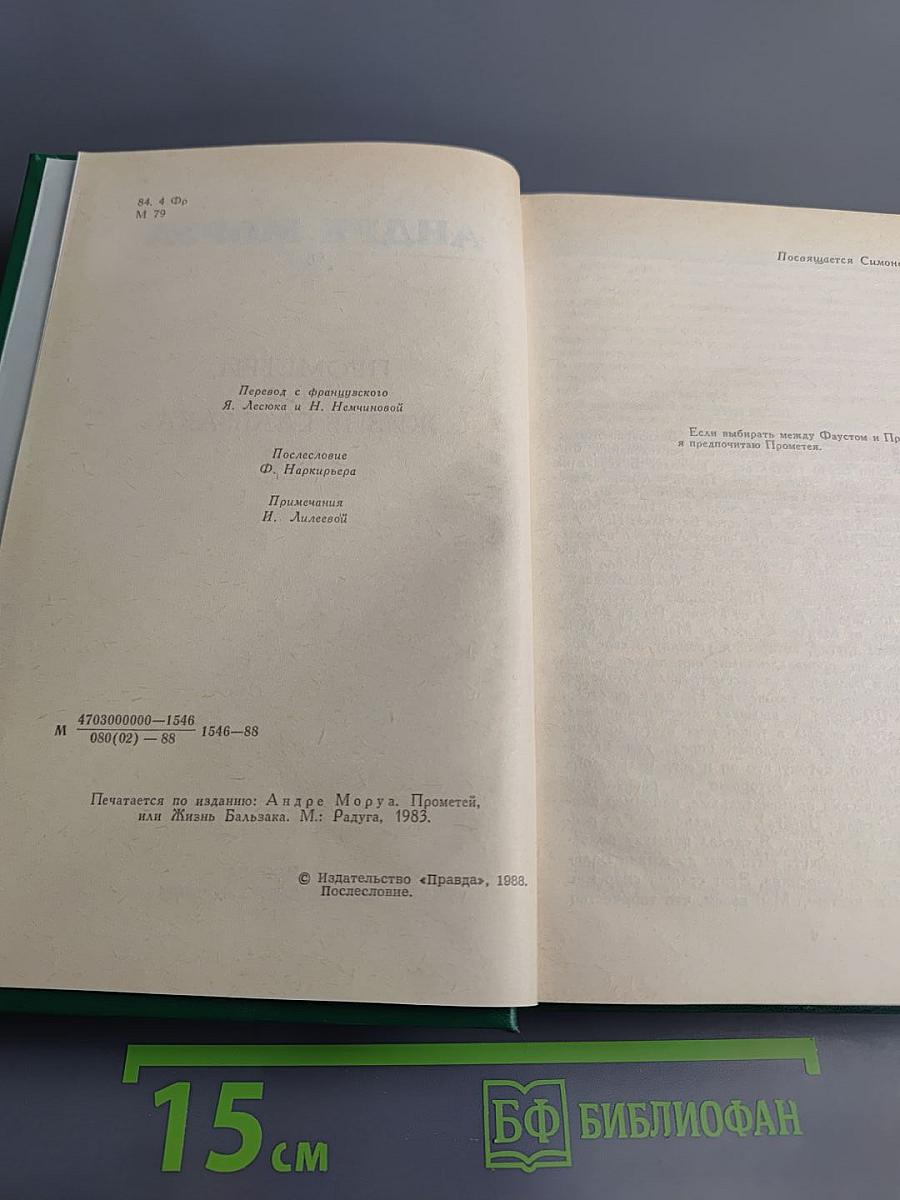 84. 4 Фр
М 79
Перевод с французского
Я. Лесюка и Н. Немчиновой
Послесловие
Ф. Наркирьера
Примечания
И. Лилеевой
М 4703000000—1546
080(02) — 88 1546—88
Печатается по изданию: Андре Моруа. Прометей,
или Жизнь Бальзака. М.: Радуга, 1983.
© Издательство «Правда», 1988.
Послесловие.
Посвящается Симоне
Если выбирать между Фаустом и Пр
я предпочитаю Прометея.
15 см
БФ БИБЛИОФАН